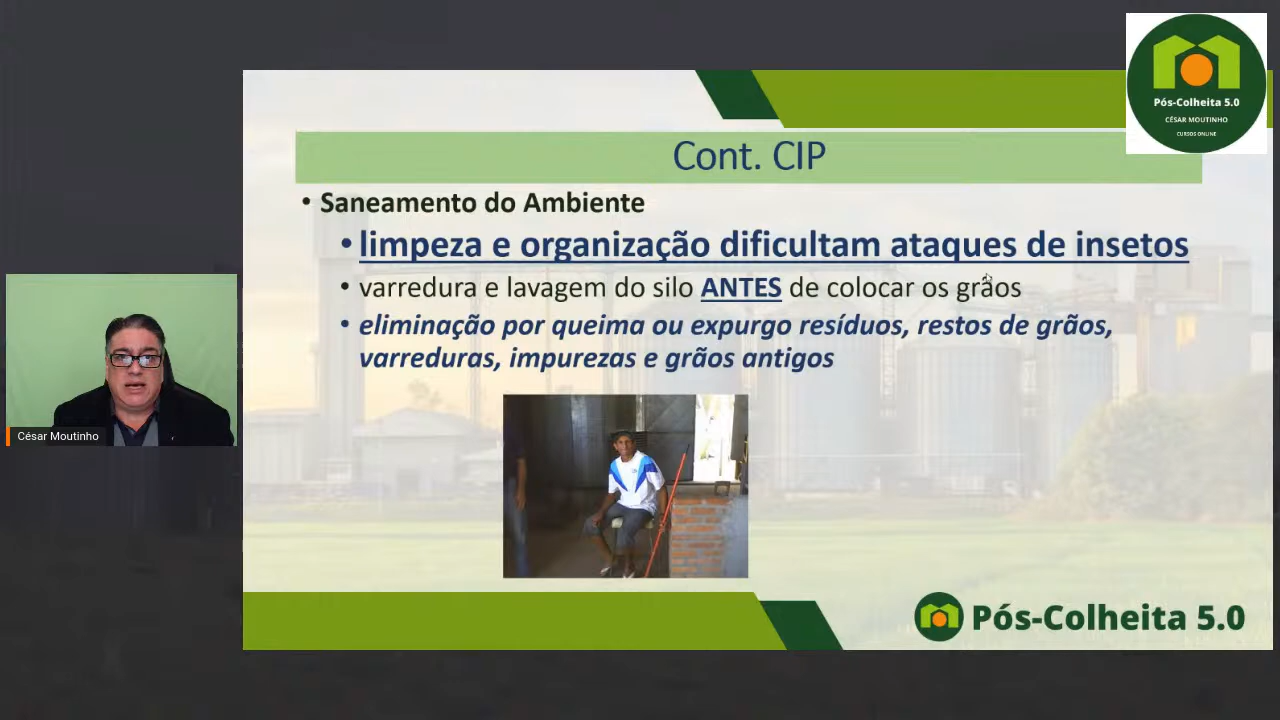 Pós-Colheita 5.0
CÉSAR MOUTINHO
CURSOS ONLINE
Cont. CIP
• Saneamento do Ambiente
• limpeza e organização dificultam ataques de insetos
• varredura e lavagem do silo ANTES de colocar os grãos
• eliminação por queima ou expurgo resíduos, restos de grãos,
varreduras, impurezas e grãos antigos
César Moutinho
Pós-Colheita 5.0